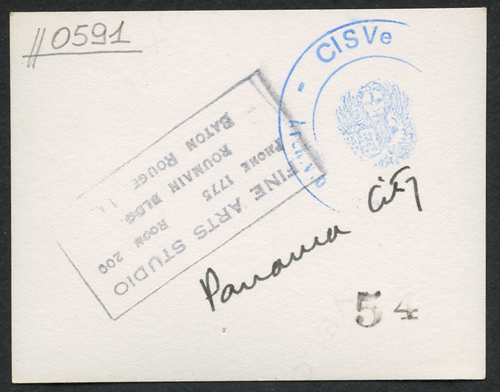 //0591
CISVe
FINE ARTS STUDIO
ROUMAIN BLDG. ROOM 200
PHONE 1775
BATON ROUGE
Panama City
54